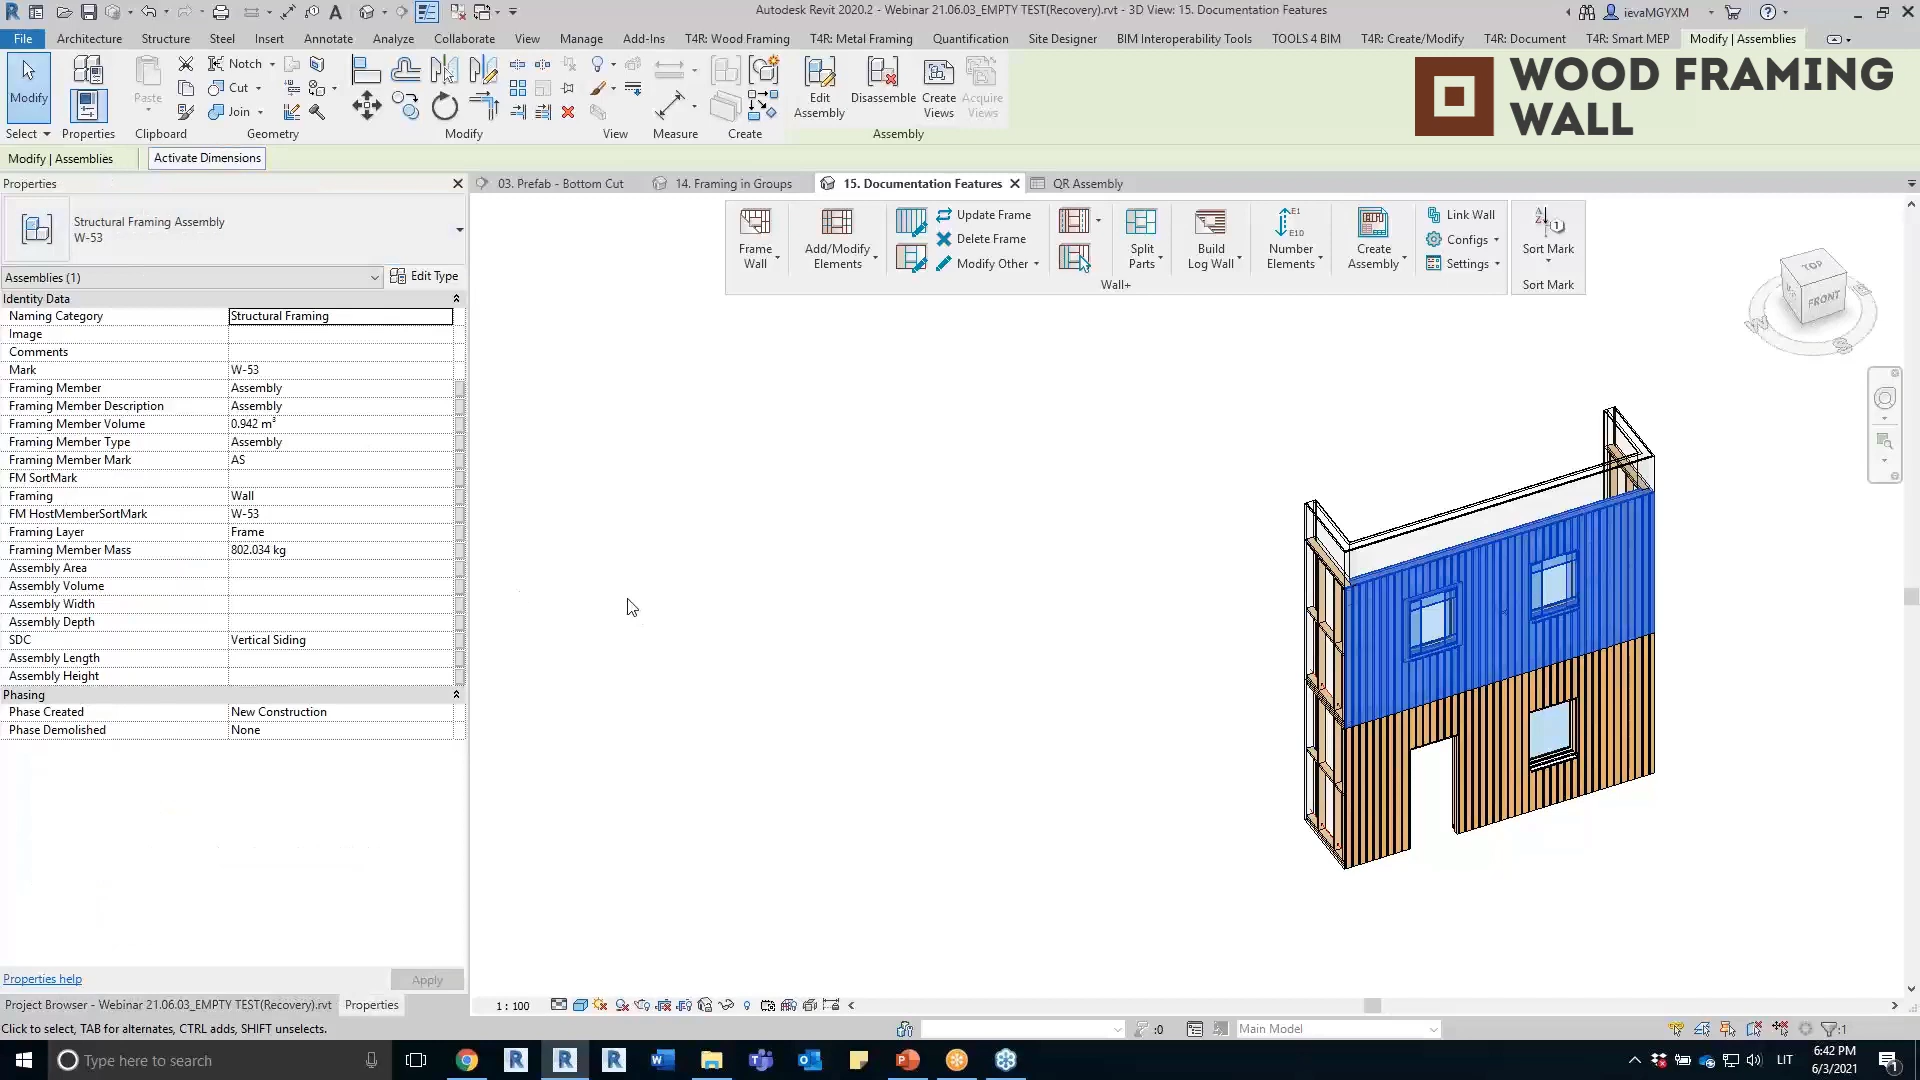 Autodesk Revit 2020.2 - Webinar 21.06.03_EMPTY TEST(Recovery).rvt - 3D View: 15. Documentation Features
ievaMGYXM
File Architecture Structure Steel Insert Annotate Analyze Collaborate View Manage Add-Ins T4R: Wood Framing T4R: Metal Framing Quantification Site Designer BIM Interoperability Tools TOOLS 4 BIM T4R: Create/Modify T4R: Document T4R: Smart MEP Modify | Assemblies
Modify
Paste
Notch
Cut
Join
Edit Assembly
Disassemble
Create Views
Acquire Views
WOOD FRAMING
WALL
Select Properties Clipboard Geometry Modify View Measure Create Assembly
Modify | Assemblies Activate Dimensions
Properties
03. Prefab - Bottom Cut 14. Framing in Groups 15. Documentation Features QR Assembly
Structural Framing Assembly
W-53
Assemblies (1) Edit Type
Identity Data
Naming Category Structural Framing
Image
Comments
Mark W-53
Framing Member Assembly
Framing Member Description Assembly
Framing Member Volume 0.942 m³
Framing Member Type Assembly
Framing Member Mark AS
FM SortMark
Framing Wall
FM HostMemberSortMark W-53
Framing Layer Frame
Framing Member Mass 802.034 kg
Assembly Area
Assembly Volume
Assembly Width
Assembly Depth
SDC Vertical Siding
Assembly Length
Assembly Height
Phasing
Phase Created New Construction
Phase Demolished None
Properties help Apply
Frame Wall
Add/Modify Elements
Update Frame
Delete Frame
Modify Other
Split Parts
Build Log Wall
E1
E10
Number Elements
Create Assembly
Link Wall
Configs
Settings
A
Z
1
Sort Mark
Wall+ Sort Mark
TOP
FRONT
W
S
Project Browser - Webinar 21.06.03_EMPTY TEST(Recovery).rvt Properties
1 : 100
Click to select, TAB for alternates, CTRL adds, SHIFT unselects.
:0
Main Model
:1
Type here to search
LIT
6:42 PM
6/3/2021
1